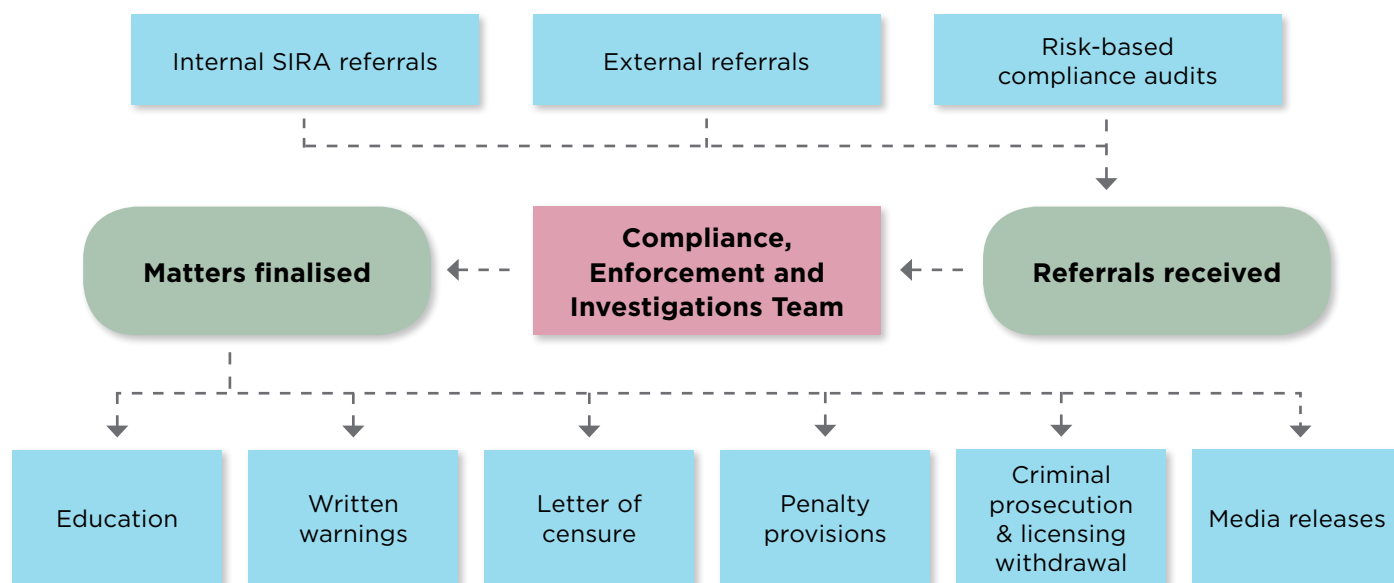 Internal SIRA referrals
External referrals
Risk-based
compliance audits
Matters finalised
Compliance,
Enforcement and
Investigations Team
Referrals received
Education
Written
warnings
Letter of
censure
Penalty
provisions
Criminal
prosecution
& licensing
withdrawal
Media releases